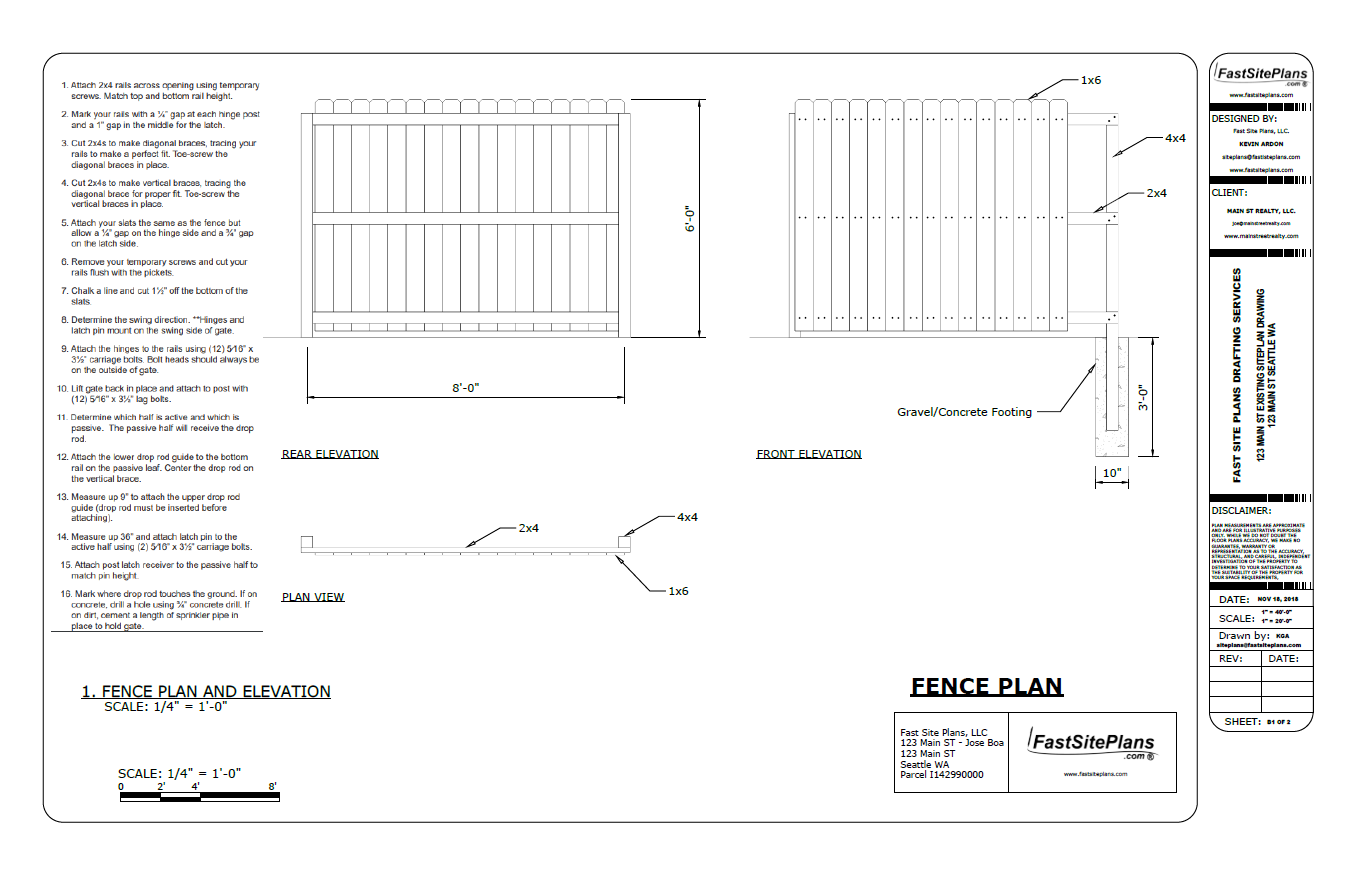 1. Attach 2x4 rails across opening using temporary
screws. Match top and bottom rail height.
2. Mark your rails with a ¼" gap at each hinge post
and a 1" gap in the middle for the latch.
3. Cut 2x4s to make diagonal braces, tracing your
rails to make a perfect fit. Toe-screw the
diagonal braces in place.
4. Cut 2x4s to make vertical braces, tracing the
diagonal brace for proper fit. Toe-screw the
vertical braces in place.
5. Attach your slats the same as the fence but
allow a ¼" gap on the hinge side and a ¾" gap
on the latch side.
6. Remove your temporary screws and cut your
rails flush with the pickets.
7. Chalk a line and cut 1½" off the bottom of the
slats.
8. Determine the swing direction. **Hinges and
latch pin mount on the swing side of gate.
9. Attach the hinges to the rails using (12) 5⁄16" x
3½" carriage bolts. Bolt heads should always be
on the outside of gate.
10. Lift gate back in place and attach to post with
(12) 5⁄16" x 3½" lag bolts.
11. Determine which half is active and which is
passive. The passive half will receive the drop
rod.
12. Attach the lower drop rod guide to the bottom
rail on the passive leaf. Center the drop rod on
the vertical brace.
13. Measure up 9" to attach the upper drop rod
guide (drop rod must be inserted before
attaching).
14. Measure up 36" and attach latch pin to the
active half using (2) 5⁄16" x 3½" carriage bolts.
15. Attach post latch receiver to the passive half to
match pin height.
16. Mark where drop rod touches the ground. If on
concrete, drill a hole using ¾" concrete drill. If
on dirt, cement a length of sprinkler pipe in
place to hold gate.
6'-0"
8'-0"
REAR ELEVATION
1x6
4x4
2x4
Gravel/Concrete Footing
3'-0"
10"
FRONT ELEVATION
2x4
4x4
1x6
PLAN VIEW
1. FENCE PLAN AND ELEVATION
SCALE: 1/4" = 1'-0"
SCALE: 1/4" = 1'-0"
0 2' 4' 8'
FENCE PLAN
Fast Site Plans, LLC
123 Main ST - Jose Boa
123 Main ST
Seattle WA
Parcel I142990000
FastSitePlans
.com ®
www.fastsiteplans.com
FastSitePlans
.com ®
www.fastsiteplans.com
DESIGNED BY:
Fast Site Plans, LLC.
KEVIN ARDON
siteplans@fastsiteplans.com
www.fastsiteplans.com
CLIENT:
MAIN ST REALTY, LLC.
joe@mainstreetrealty.com
www.mainstreetrealty.com
FAST SITE PLANS DRAFTING SERVICES
123 MAIN ST EXISTING SITEPLAN DRAWING
123 MAIN ST SEATTLE WA
DISCLAIMER:
PLAN MEASUREMENTS ARE APPROXIMATE
AND ARE FOR ILLUSTRATIVE PURPOSES
ONLY. WHILE WE DO NOT DOUBT THE
FLOOR PLANS ACCURACY, WE MAKE NO
GUARANTEE, WARRANTY OR
REPRESENTATION AS TO THE ACCURACY,
STRUCTURAL, AND CAREFUL, INDEPENDENT
INVESTIGATION OF THE PROPERTY TO
DETERMINE TO YOUR SATISFACTION AS
THE SUITABILITY OF THE PROPERTY FOR
YOUR SPACE REQUIREMENTS,
DATE: NOV 18, 2018
SCALE: 1" = 40'-0"
1" = 20'-0"
Drawn by: KGA
siteplans@fastsiteplans.com
REV: DATE:
SHEET: B1 OF 2